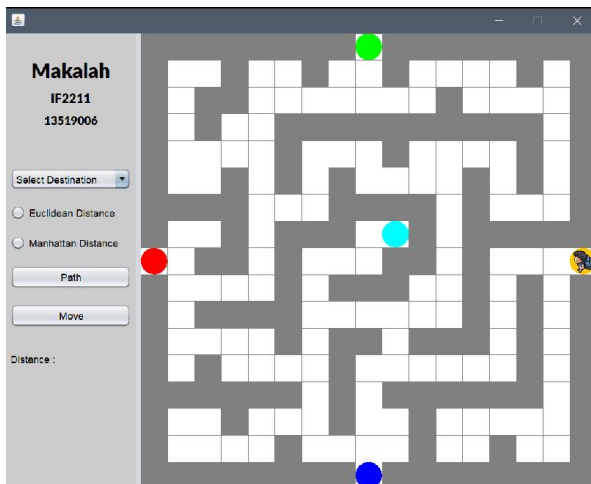 Makalah
IF2211
13519006
Select Destination
Euclidean Distance
Manhattan Distance
Path
Move
Distance :